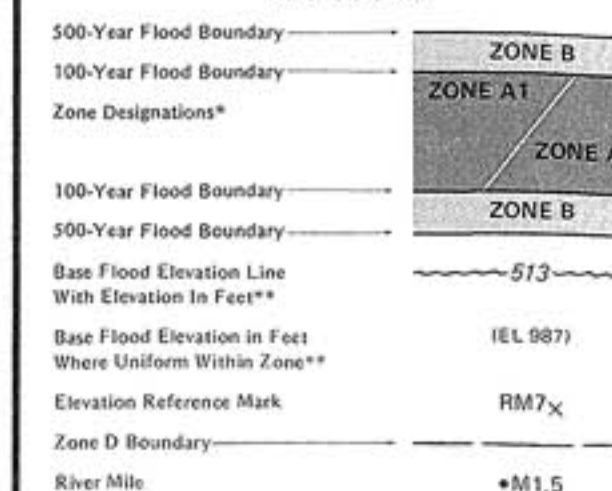 500-Year Flood Boundary
ZONE B
100-Year Flood Boundary
ZONE A1
Zone Designations*
ZONE
100-Year Flood Boundary
ZONE B
500-Year Flood Boundary
Base Flood Elevation Line
With Elevation In Feet**
513
Base Flood Elevation in Feet
Where Uniform Within Zone**
(EL 987)
Elevation Reference Mark
RM7
Zone D Boundary
River Mile
•M1.5